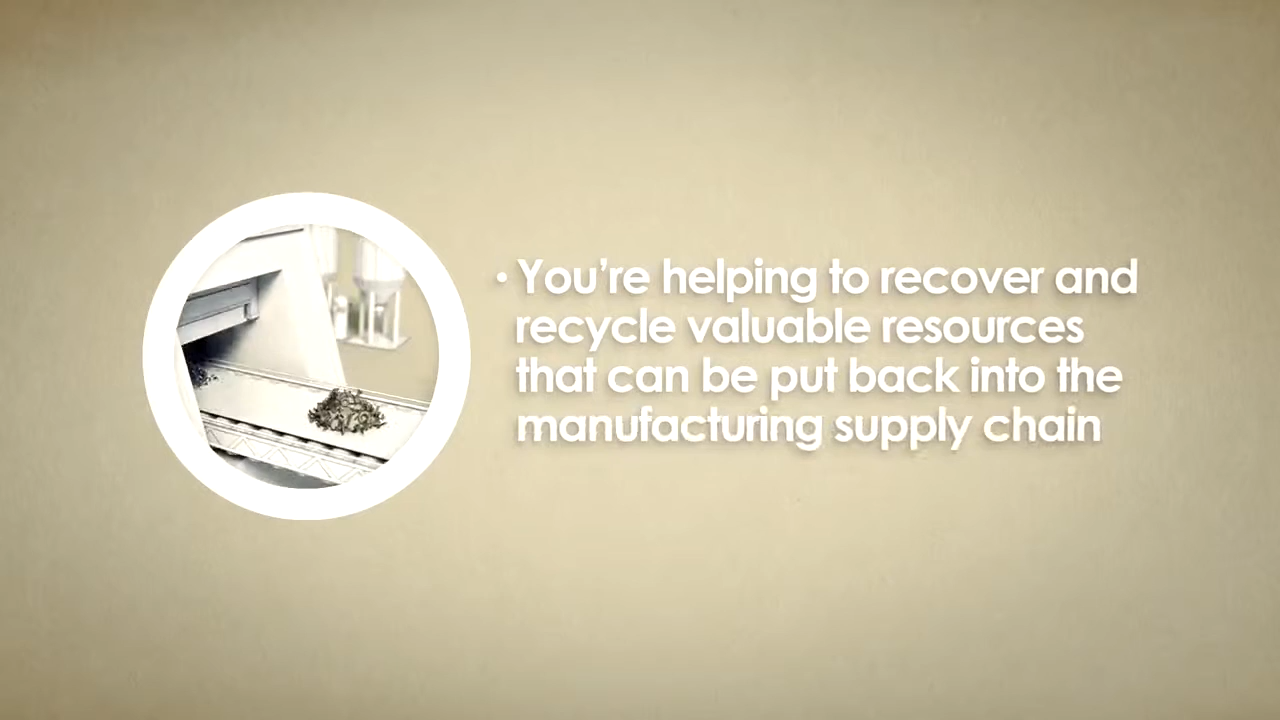 • You’re helping to recover and
recycle valuable resources
that can be put back into the
manufacturing supply chain